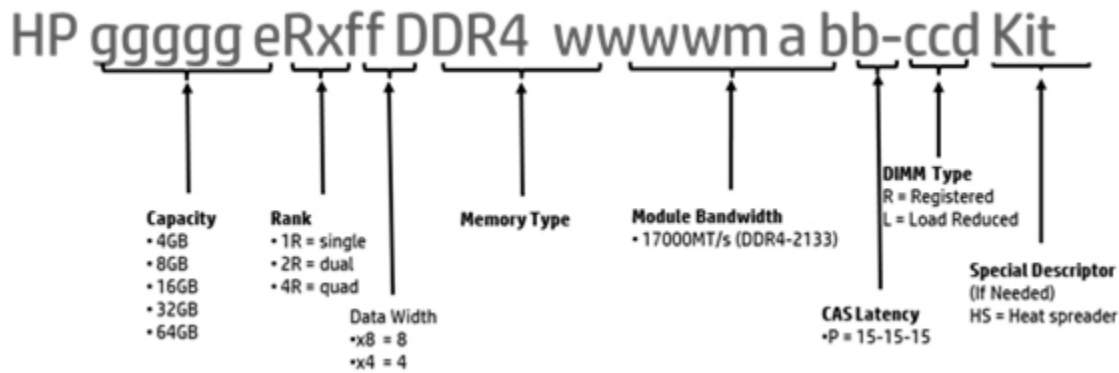 HP ggggg eRxff DDR4 wwwwm a bb-ccd Kit
Capacity
• 4GB
• 8GB
• 16GB
• 32GB
• 64GB
Rank
• 1R = single
• 2R = dual
• 4R = quad
Data Width
•x8 = 8
•x4 = 4
Memory Type
Module Bandwidth
• 17000MT/s (DDR4-2133)
CAS Latency
•P = 15-15-15
DIMM Type
R = Registered
L = Load Reduced
Special Descriptor
(If Needed)
HS = Heat spreader